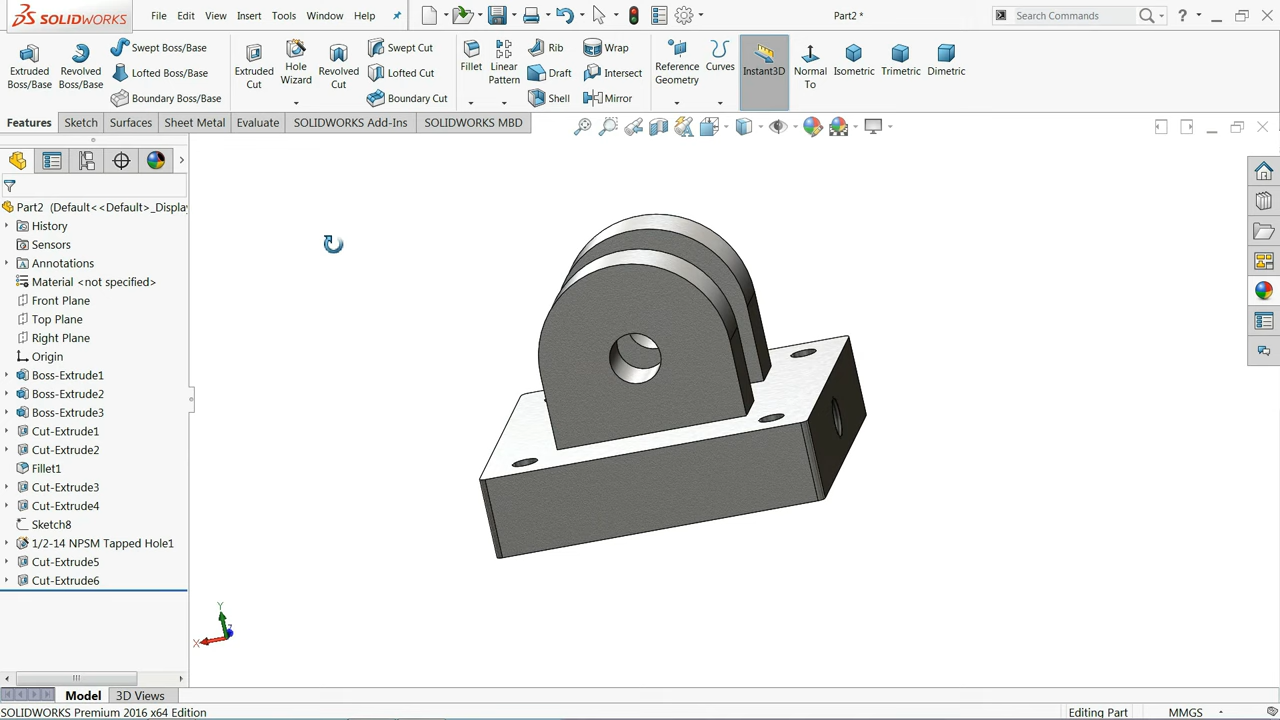 SOLIDWORKS File Edit View Insert Tools Window Help Part2 * Search Commands ?
Extruded Boss/Base
Revolved Boss/Base
Swept Boss/Base
Lofted Boss/Base
Boundary Boss/Base
Extruded Cut
Hole Wizard
Revolved Cut
Swept Cut
Lofted Cut
Boundary Cut
Fillet
Linear Pattern
Rib
Draft
Shell
Wrap
Intersect
Mirror
Reference Geometry
Curves
Instant3D
Normal To
Isometric
Trimetric
Dimetric
Features Sketch Surfaces Sheet Metal Evaluate SOLIDWORKS Add-Ins SOLIDWORKS MBD
Part2 (Default<<Default>_Displa
History
Sensors
Annotations
Material <not specified>
Front Plane
Top Plane
Right Plane
Origin
Boss-Extrude1
Boss-Extrude2
Boss-Extrude3
Cut-Extrude1
Cut-Extrude2
Fillet1
Cut-Extrude3
Cut-Extrude4
Sketch8
1/2-14 NPSM Tapped Hole1
Cut-Extrude5
Cut-Extrude6
Y
Z
X
Model 3D Views
SOLIDWORKS Premium 2016 x64 Edition Editing Part MMGS